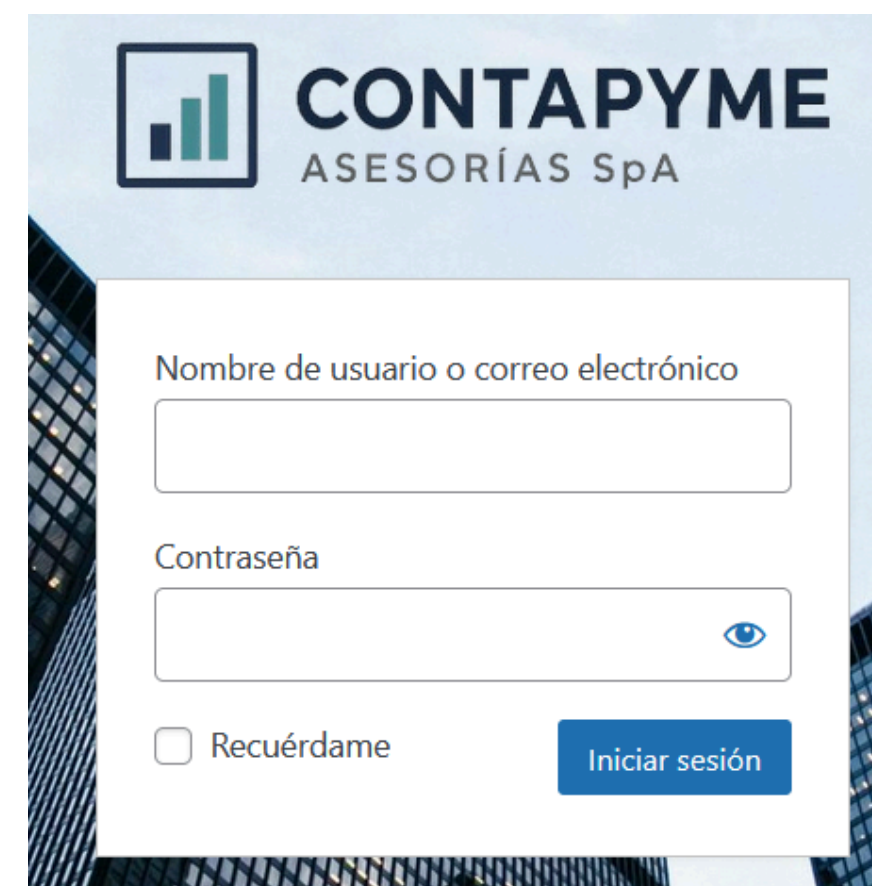 CONTAPYME
ASESORÍAS SpA
Nombre de usuario o correo electrónico
Contraseña
Recuérdame
Iniciar sesión